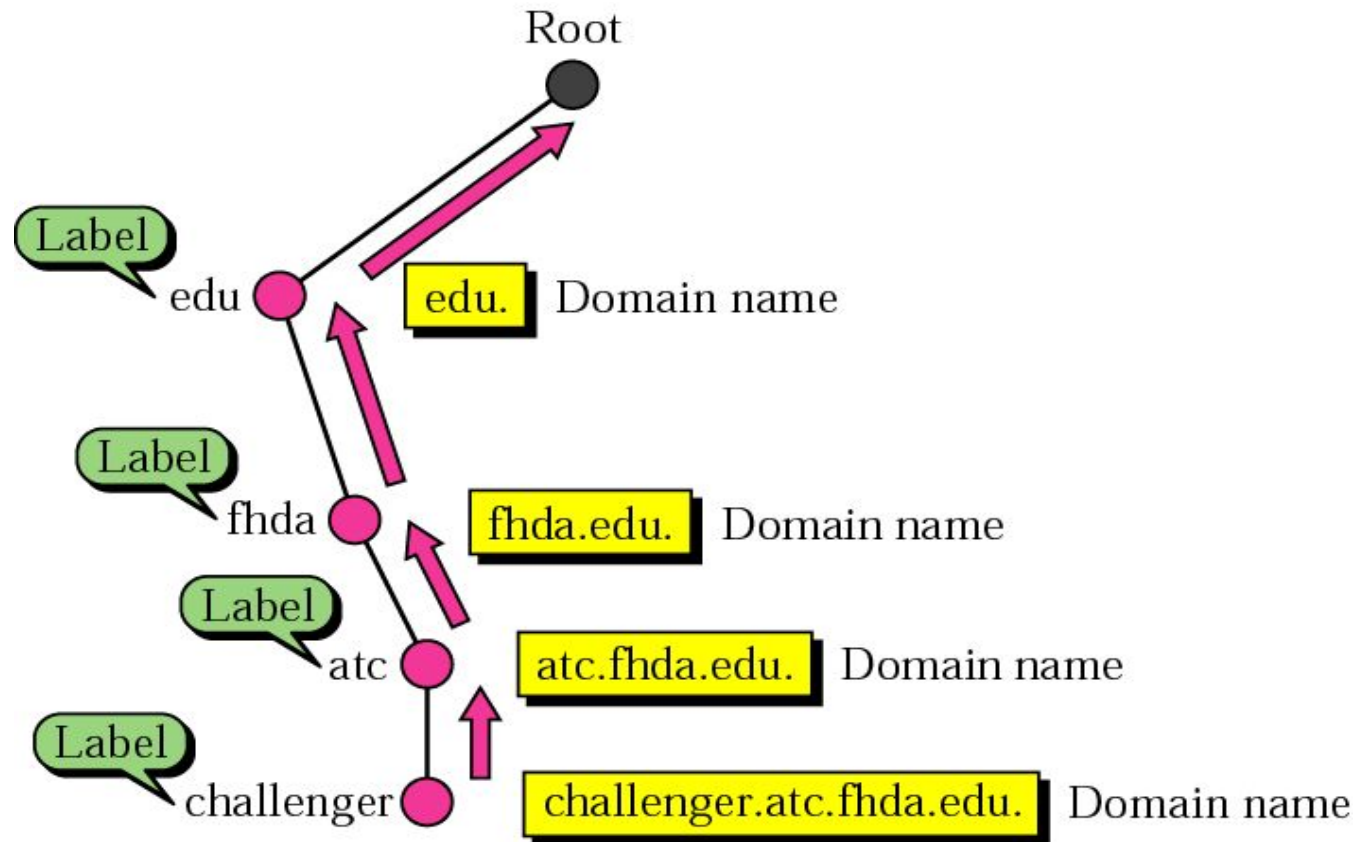 Root
Label
edu
edu. Domain name
Label
fhda
fhda.edu. Domain name
Label
atc
atc.fhda.edu. Domain name
Label
challenger
challenger.atc.fhda.edu. Domain name